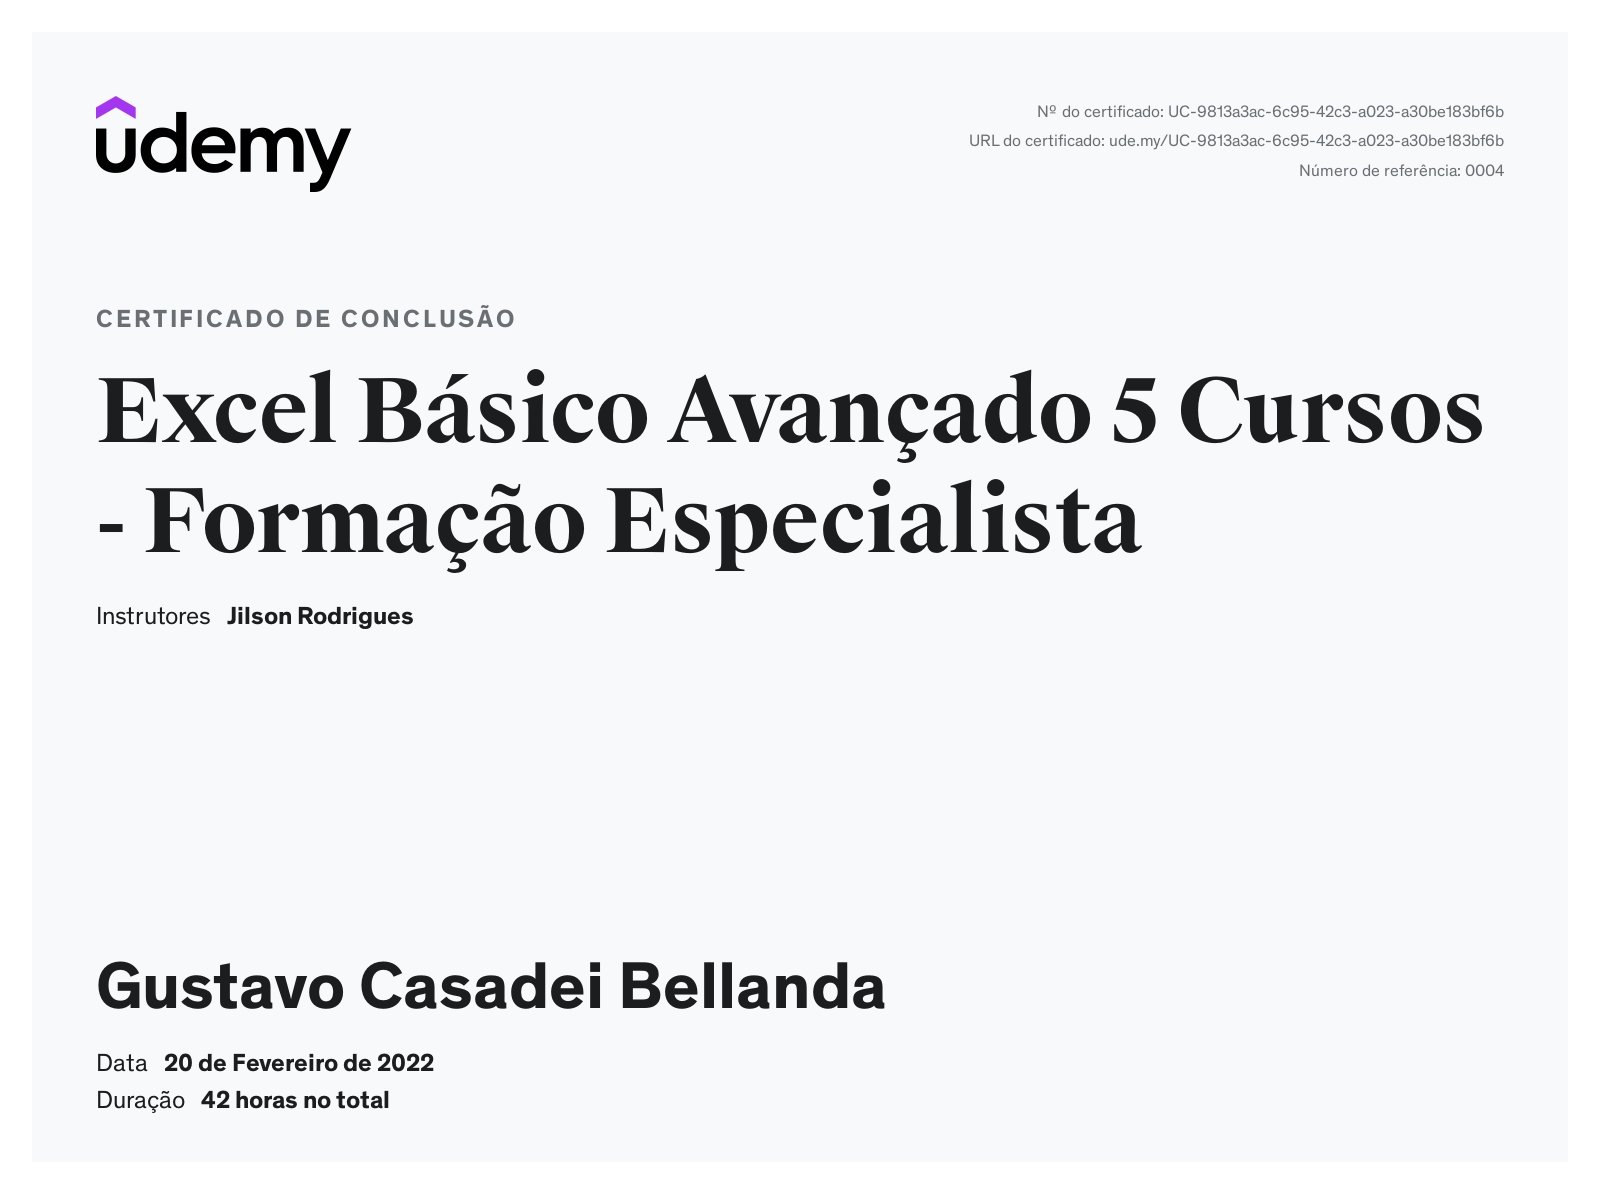 udemy
Nº do certificado: UC-9813a3ac-6c95-42c3-a023-a30be183bf6b
URL do certificado: ude.my/UC-9813a3ac-6c95-42c3-a023-a30be183bf6b
Número de referência: 0004
CERTIFICADO DE CONCLUSÃO
Excel Básico Avançado 5 Cursos
- Formação Especialista
Instrutores Jilson Rodrigues
Gustavo Casadei Bellanda
Data 20 de Fevereiro de 2022
Duração 42 horas no total